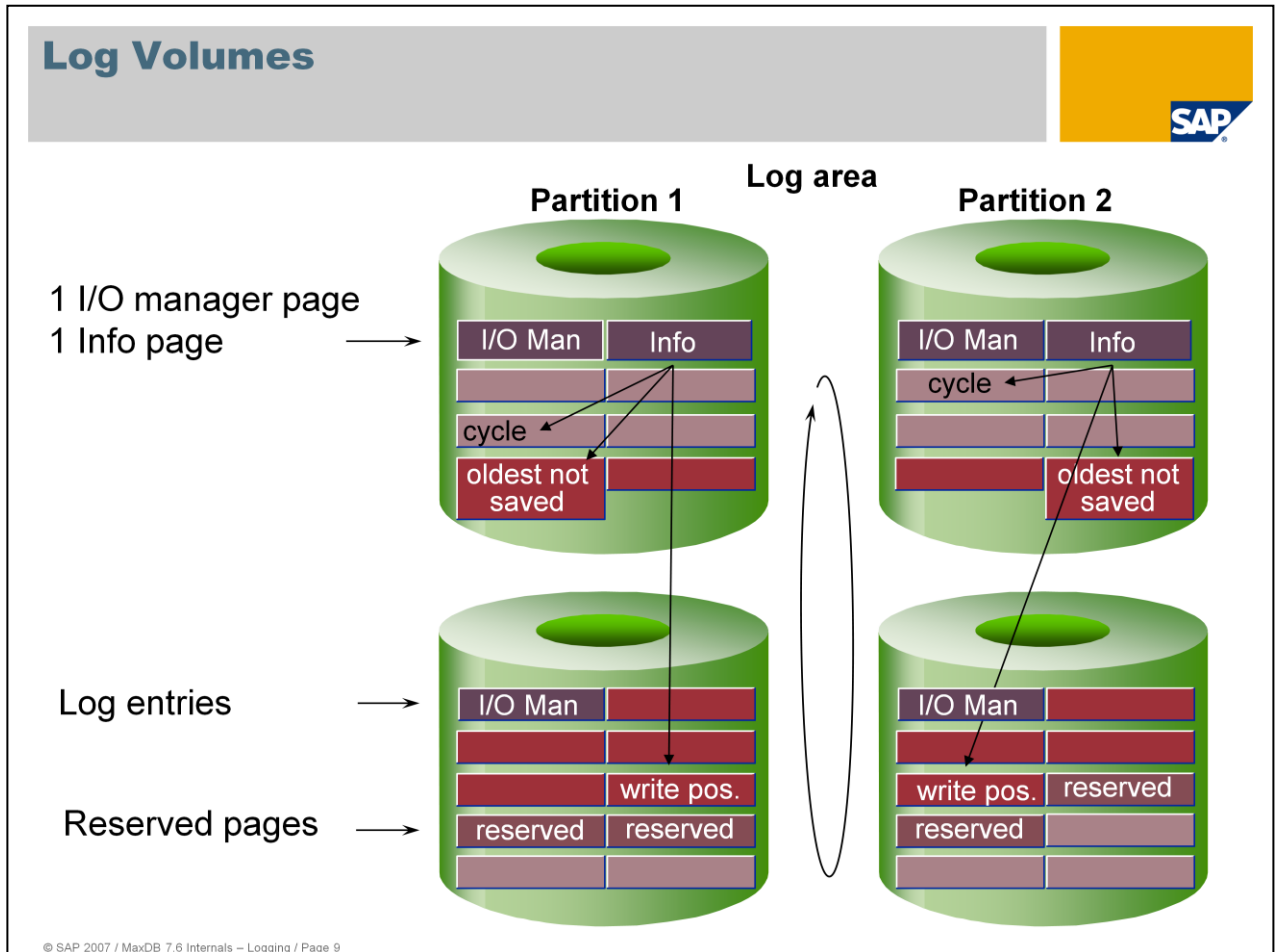 Log Volumes
SAP
®
Log area
Partition 1
Partition 2
1 I/O manager page
1 Info page
I/O Man
Info
cycle
oldest not
saved
I/O Man
Info
cycle
oldest not
saved
Log entries
Reserved pages
I/O Man
write pos.
reserved
reserved
I/O Man
write pos.
reserved
reserved
© SAP 2007 / MaxDB 7.6 Internals – Logging / Page 9